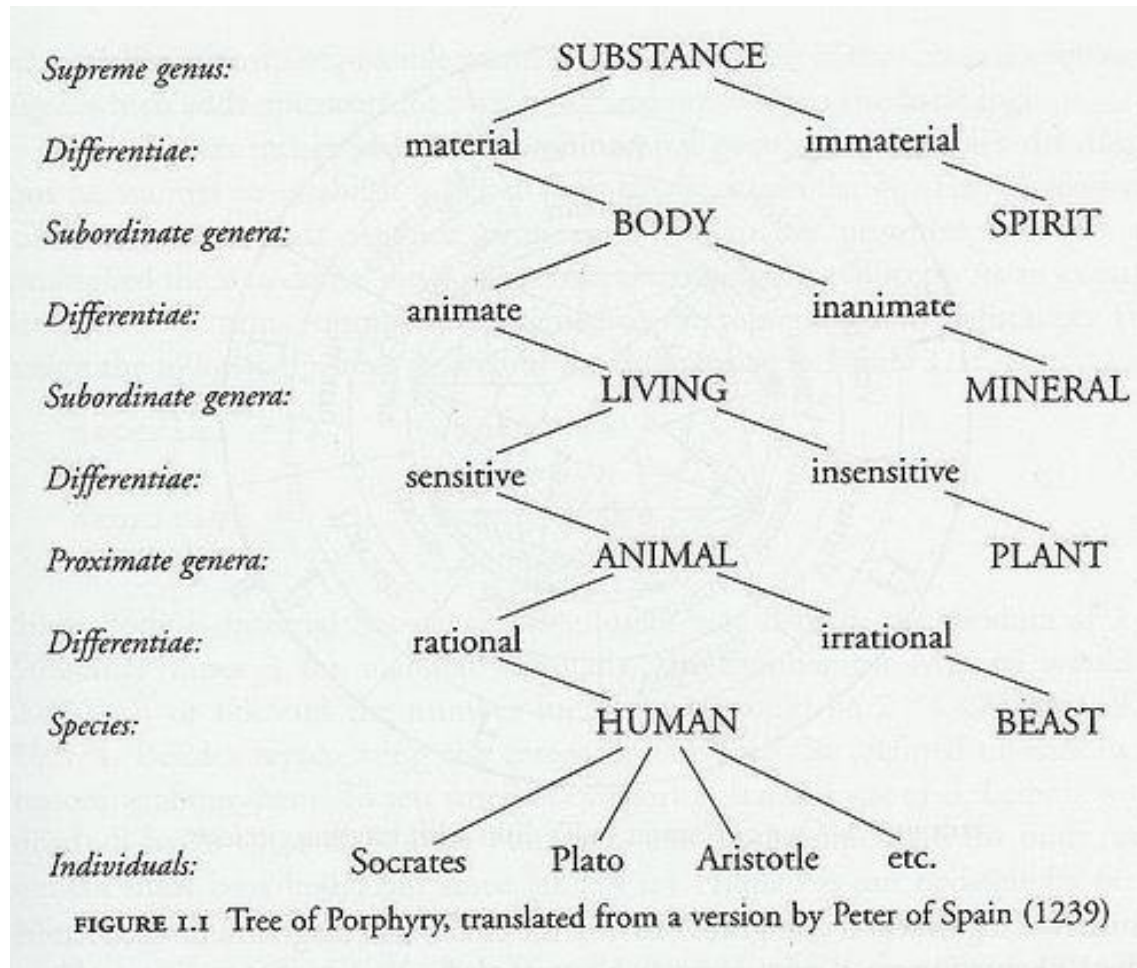 Supreme genus: SUBSTANCE
Differentiae: material immaterial
Subordinate genera: BODY SPIRIT
Differentiae: animate inanimate
Subordinate genera: LIVING MINERAL
Differentiae: sensitive insensitive
Proximate genera: ANIMAL PLANT
Differentiae: rational irrational
Species: HUMAN BEAST
Individuals: Socrates Plato Aristotle etc.
FIGURE 1.1 Tree of Porphyry, translated from a version by Peter of Spain (1239)